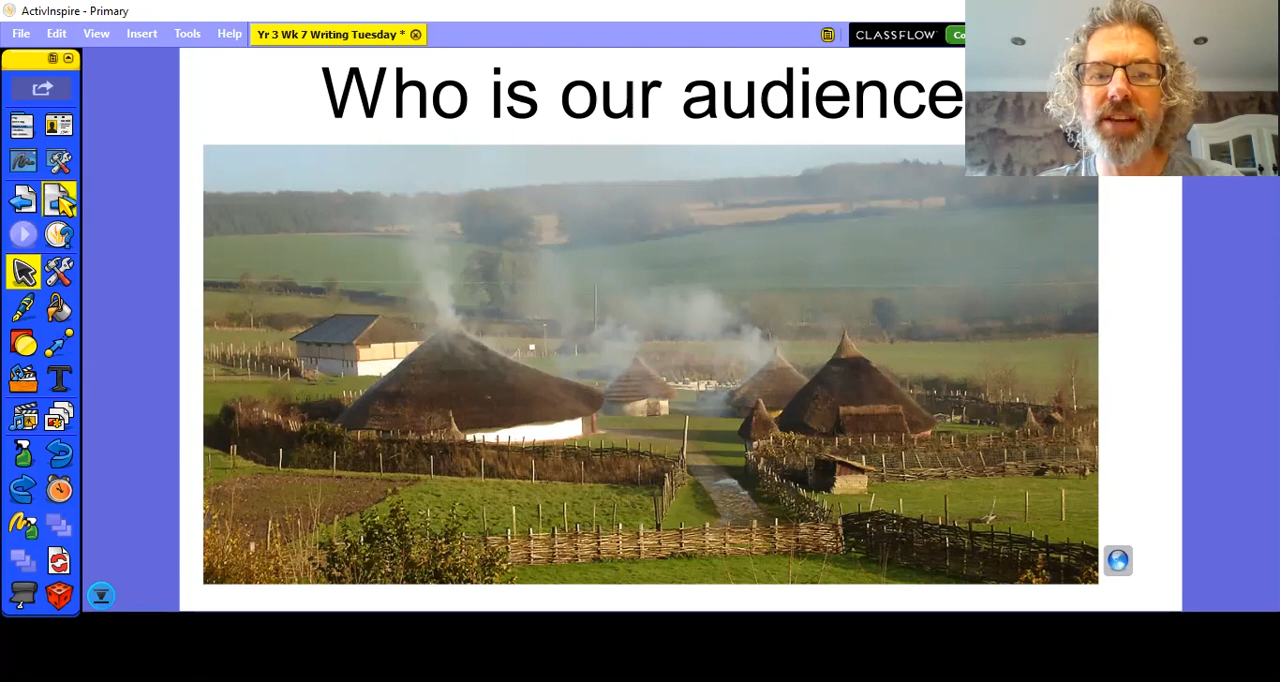 ActivInspire - Primary
File Edit View Insert Tools Help Yr 3 Wk 7 Writing Tuesday * CLASSFLOW Co
Who is our audience